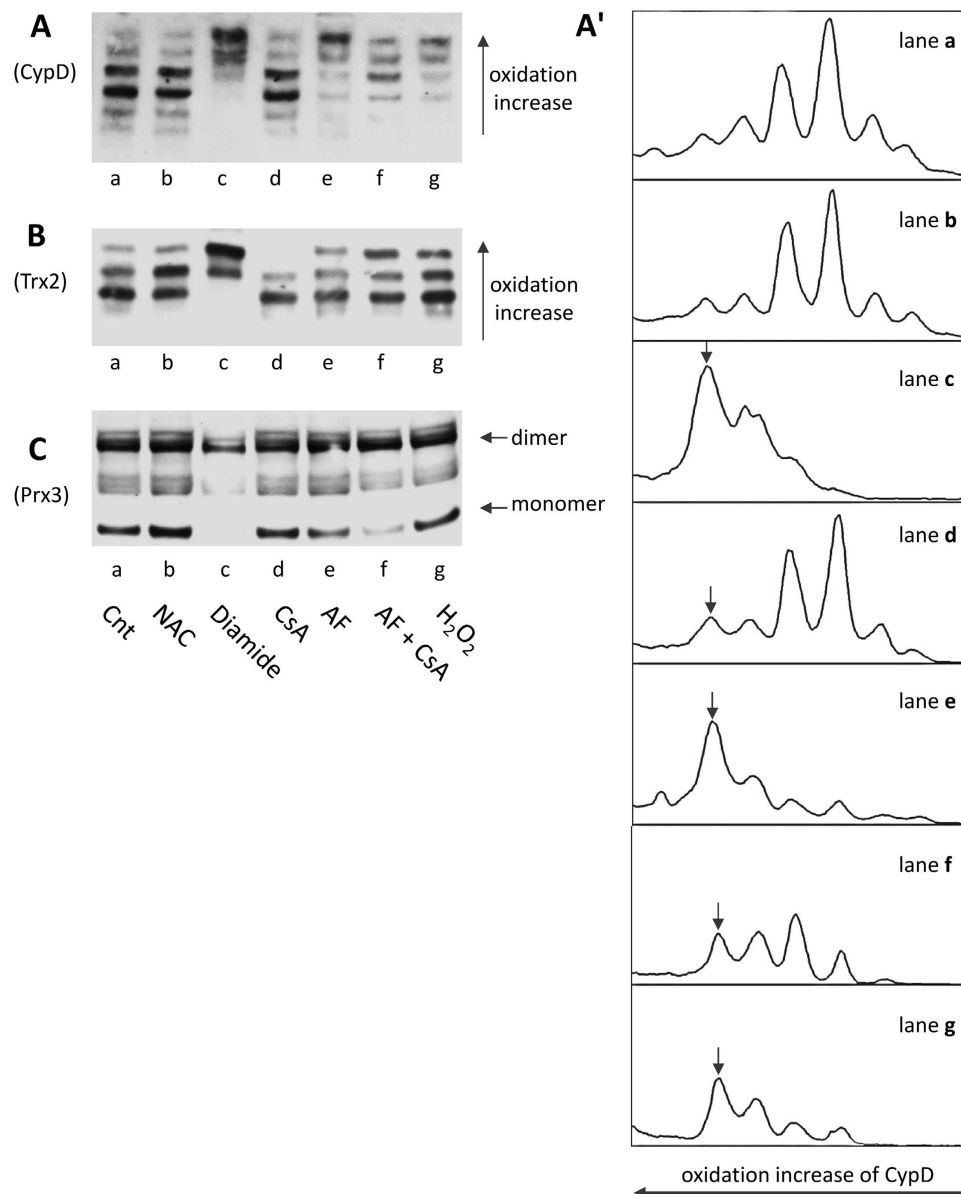 A
(CypD)
oxidation
increase
a b c d e f g
B
(Trx2)
oxidation
increase
a b c d e f g
C
(Prx3)
dimer
monomer
a b c d e f g
Cnt
NAC
Diamide
CsA
AF
AF + CsA
H₂O₂
A'
lane a
lane b
lane c
lane d
lane e
lane f
lane g
oxidation increase of CypD